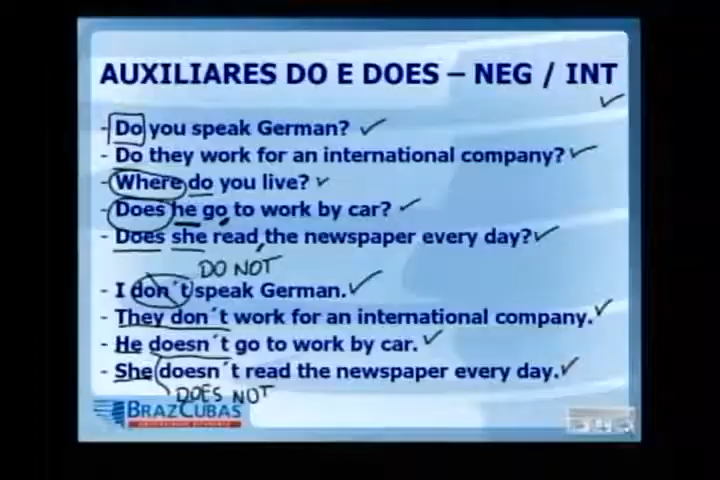 AUXILIARES DO E DOES – NEG / INT
- Do you speak German?
- Do they work for an international company?
- Where do you live?
- Does he go to work by car?
- Does she read the newspaper every day?
DO NOT
- I don´t speak German.
- They don´t work for an international company.
- He doesn´t go to work by car.
- She doesn´t read the newspaper every day.
DOES NOT
BRAZCUBAS